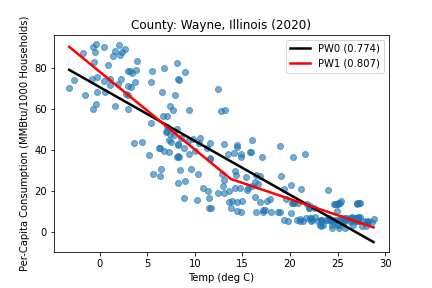 County: Wayne, Illinois (2020)
PW0 (0.774)
PW1 (0.807)
Per-Capita Consumption (MMBtu/1000 Households)
80
60
40
20
0
0 5 10 15 20 25 30
Temp (deg C)